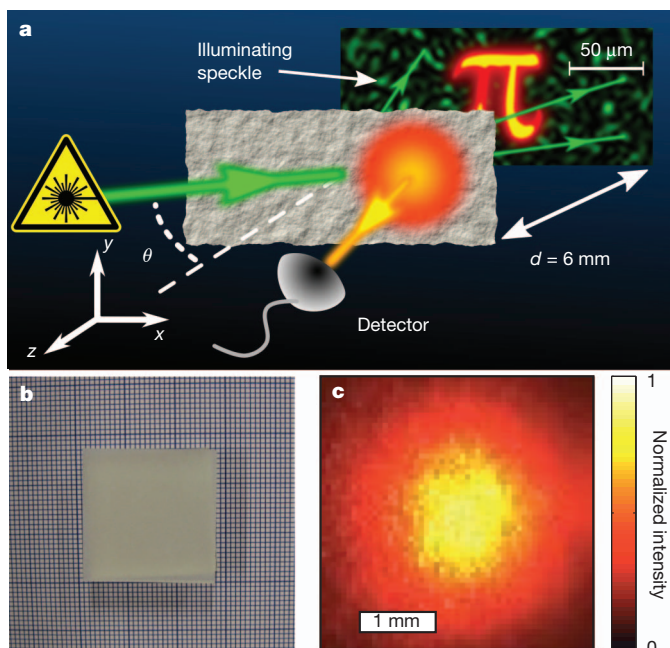 a
Illuminating
speckle
50 μm
π
θ
y
x
z
d = 6 mm
Detector
b
c
1 mm
1
Normalized intensity
0